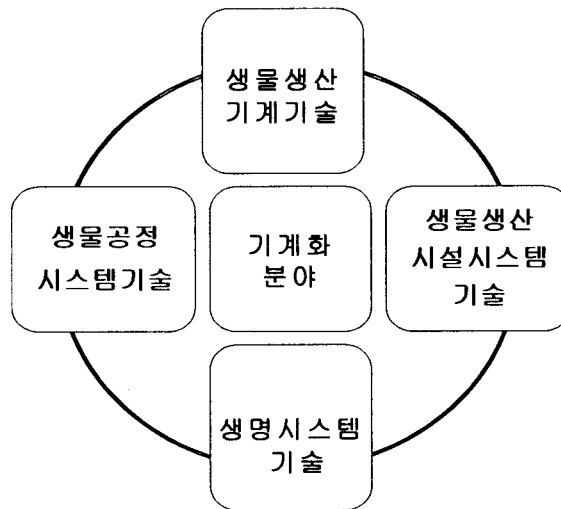 생물생산
기계기술
생물공정
시스템기술
기계화
분야
생물생산
시설시스템
기술
생명시스템
기술